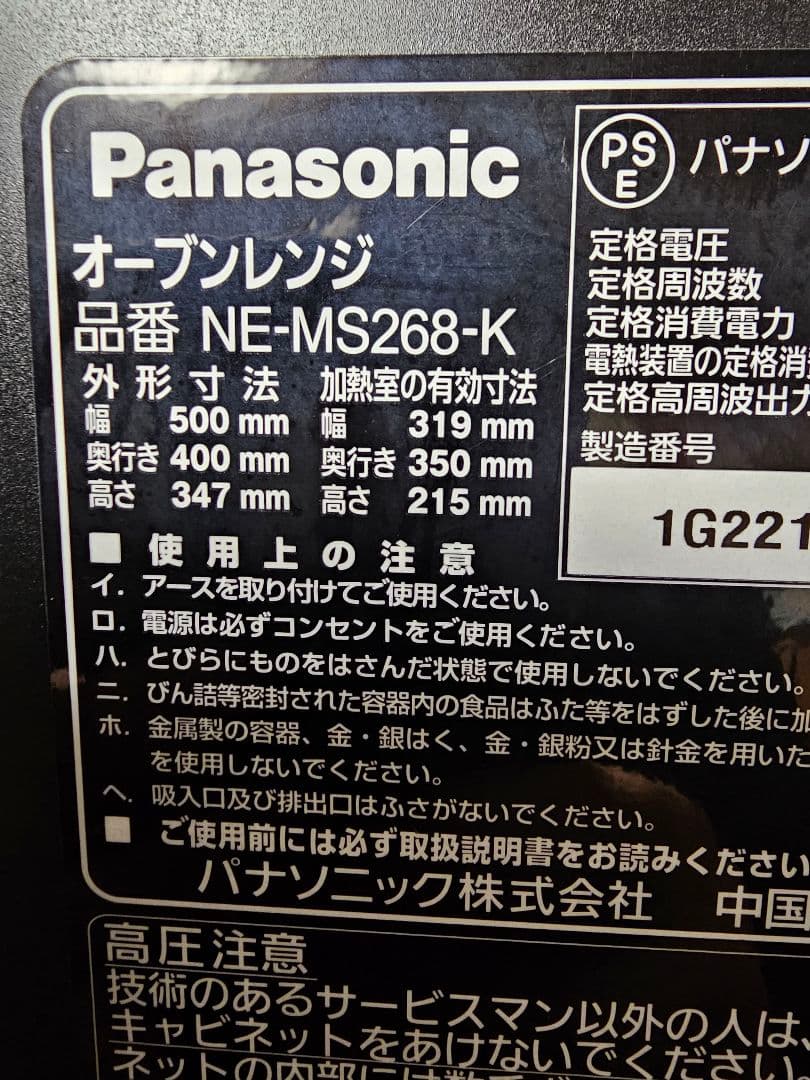 Panasonic
オーブンレンジ
品番 NE-MS268-K
外形寸法 加熱室の有効寸法
幅 500 mm 幅 319 mm
奥行き 400 mm 奥行き 350 mm
高さ 347 mm 高さ 215 mm
PSE パナソ
定格電圧
定格周波数
定格消費電力
電熱装置の定格消
定格高周波出力
製造番号
1G221
■ 使用上の注意
イ. アースを取り付けてご使用ください。
ロ. 電源は必ずコンセントをご使用ください。
ハ. とびらにものをはさんだ状態で使用しないでください。
ニ. びん詰等密封された容器内の食品はふた等をはずした後に加
ホ. 金属製の容器、金・銀はく、金・銀粉又は針金を用いた
を使用しないでください。
ヘ. 吸入口及び排出口はふさがないでください。
■ ご使用前には必ず取扱説明書をお読みください
パナソニック株式会社 中国
高圧注意
技術のあるサービスマン以外の人は、
キャビネットをあけないでください。
ネットの内部には